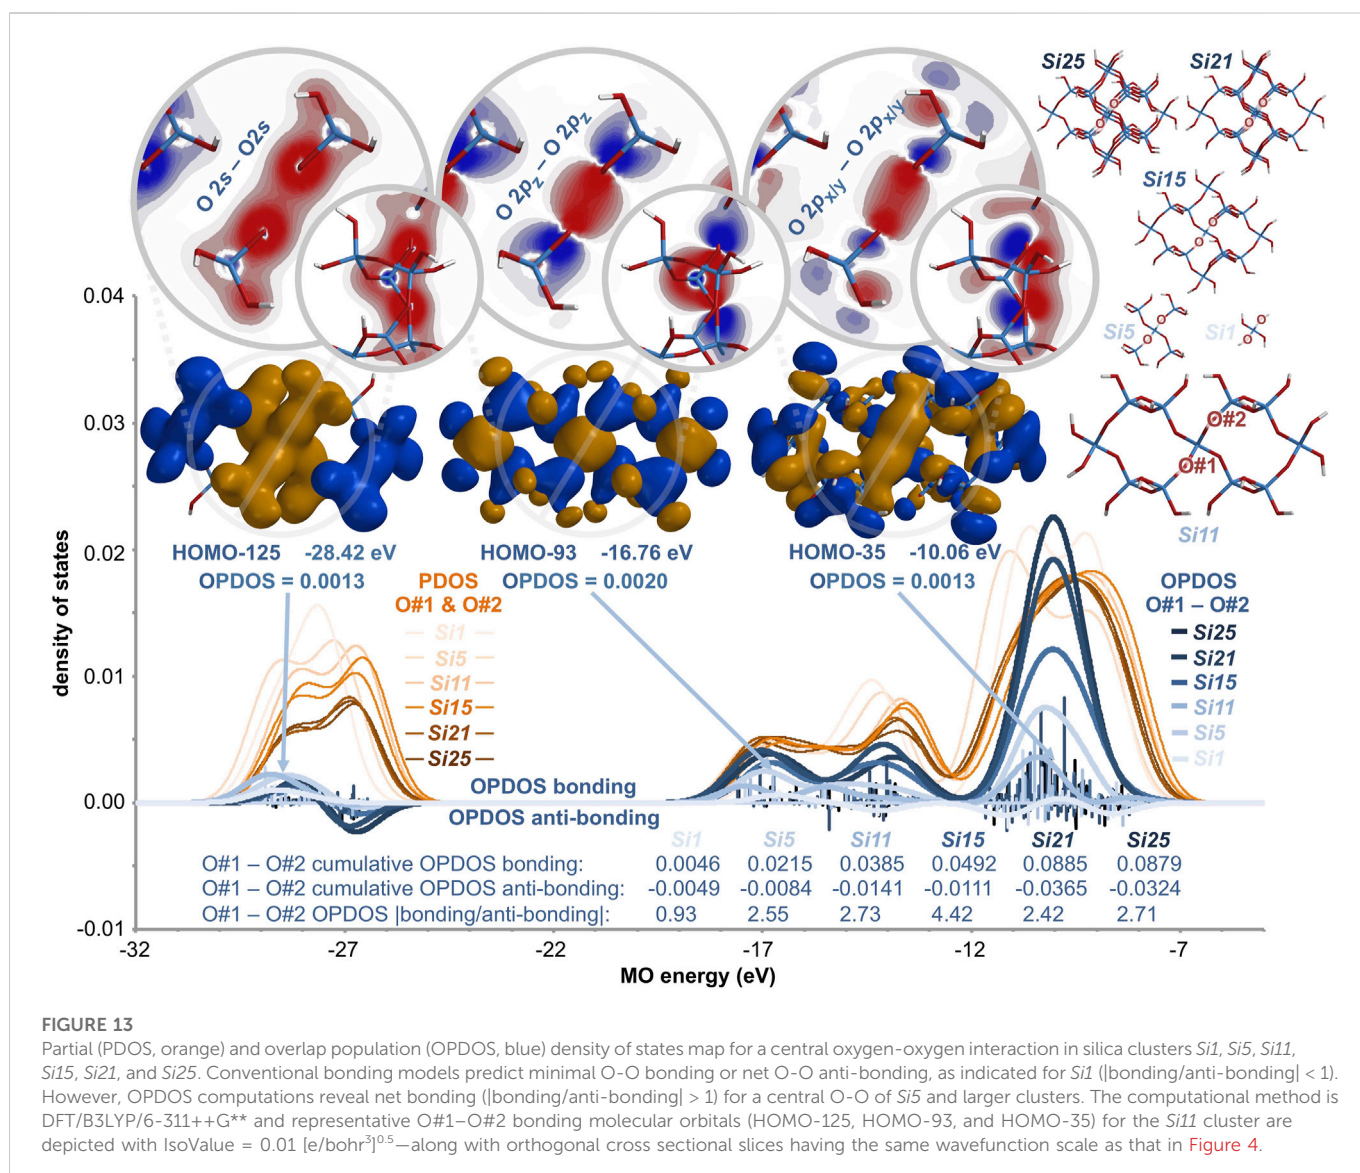 O 2s – O2s
O 2pz – O 2pz
O 2px/y – O 2px/y
Si25
Si21
Si15
Si5
Si1
O#2
O#1
Si11
HOMO-125 -28.42 eV
OPDOS = 0.0013
HOMO-93 -16.76 eV
OPDOS = 0.0020
HOMO-35 -10.06 eV
OPDOS = 0.0013
PDOS
O#1 & O#2
Si1
Si5
Si11
Si15
Si21
Si25
OPDOS
O#1 – O#2
Si25
Si21
Si15
Si11
Si5
Si1
density of states
0.04
0.03
0.02
0.01
0.00
-0.01
OPDOS bonding
OPDOS anti-bonding
Si1 Si5 Si11 Si15 Si21 Si25
O#1 – O#2 cumulative OPDOS bonding: 0.0046 0.0215 0.0385 0.0492 0.0885 0.0879
O#1 – O#2 cumulative OPDOS anti-bonding: -0.0049 -0.0084 -0.0141 -0.0111 -0.0365 -0.0324
O#1 – O#2 OPDOS |bonding/anti-bonding|: 0.93 2.55 2.73 4.42 2.42 2.71
-32 -27 -22 -17 -12 -7
MO energy (eV)
FIGURE 13
Partial (PDOS, orange) and overlap population (OPDOS, blue) density of states map for a central oxygen-oxygen interaction in silica clusters Si1, Si5, Si11,
Si15, Si21, and Si25. Conventional bonding models predict minimal O-O bonding or net O-O anti-bonding, as indicated for Si1 (|bonding/anti-bonding| < 1).
However, OPDOS computations reveal net bonding (|bonding/anti-bonding| > 1) for a central O-O of Si5 and larger clusters. The computational method is
DFT/B3LYP/6-311++G** and representative O#1–O#2 bonding molecular orbitals (HOMO-125, HOMO-93, and HOMO-35) for the Si11 cluster are
depicted with IsoValue = 0.01 [e/bohr³]⁰·⁵—along with orthogonal cross sectional slices having the same wavefunction scale as that in Figure 4.